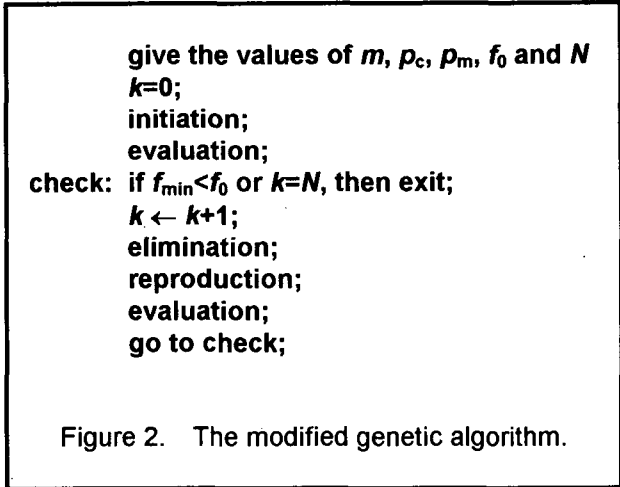 give the values of m, pc, pm, f0 and N
k=0;
initiation;
evaluation;
check: if fmin<f0 or k=N, then exit;
k ← k+1;
elimination;
reproduction;
evaluation;
go to check;
Figure 2. The modified genetic algorithm.